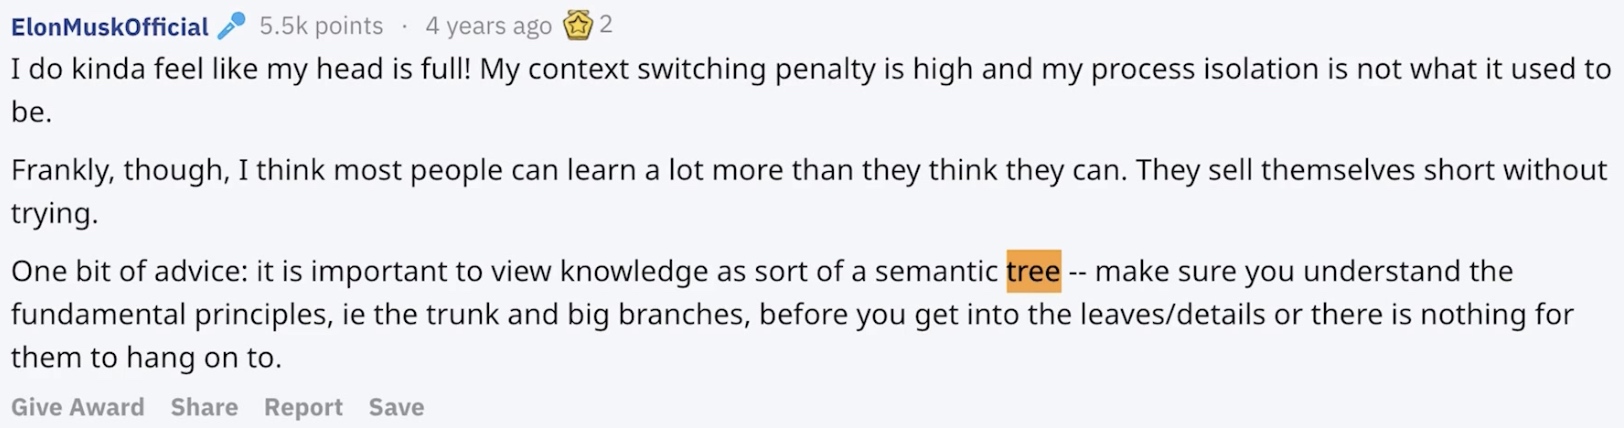 ElonMuskOfficial 5.5k points · 4 years ago 2
I do kinda feel like my head is full! My context switching penalty is high and my process isolation is not what it used to
be.
Frankly, though, I think most people can learn a lot more than they think they can. They sell themselves short without
trying.
One bit of advice: it is important to view knowledge as sort of a semantic tree -- make sure you understand the
fundamental principles, ie the trunk and big branches, before you get into the leaves/details or there is nothing for
them to hang on to.
Give Award Share Report Save